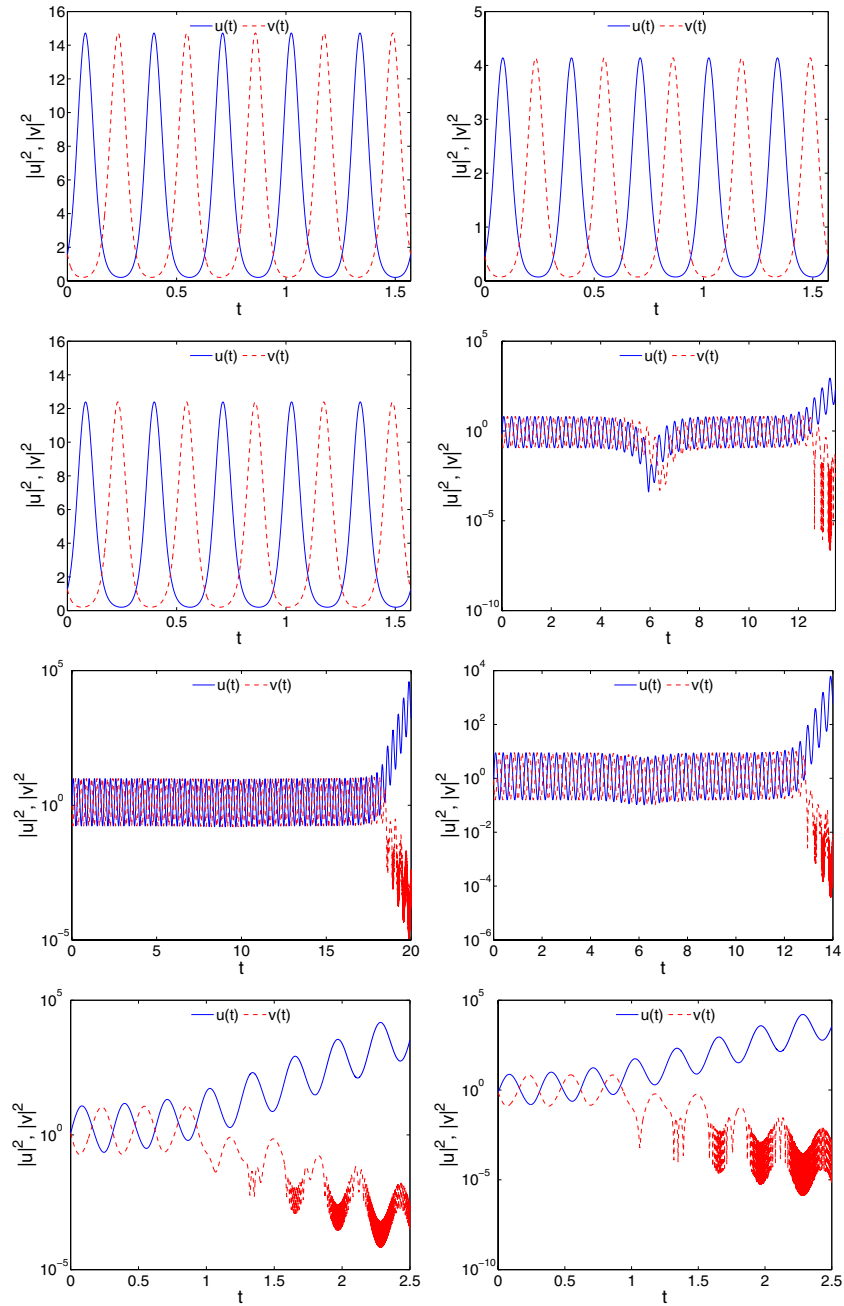 u(t) v(t)
|u|², |v|²
16
14
12
10
8
6
4
2
0
0 0.5 1 1.5
t
u(t) v(t)
|u|², |v|²
5
4
3
2
1
0
0 0.5 1 1.5
t
u(t) v(t)
|u|², |v|²
16
14
12
10
8
6
4
2
0
0 0.5 1 1.5
t
u(t) v(t)
|u|², |v|²
10⁵
10⁰
10⁻⁵
10⁻¹⁰
0 2 4 6 8 10 12
t
u(t) v(t)
|u|², |v|²
10⁵
10⁰
10⁻⁵
0 5 10 15 20
t
u(t) v(t)
|u|², |v|²
10⁴
10²
10⁰
10⁻²
10⁻⁴
10⁻⁶
0 2 4 6 8 10 12 14
t
u(t) v(t)
|u|², |v|²
10⁵
10⁰
10⁻⁵
0 0.5 1 1.5 2 2.5
t
u(t) v(t)
|u|², |v|²
10⁵
10⁰
10⁻⁵
10⁻¹⁰
0 0.5 1 1.5 2 2.5
t